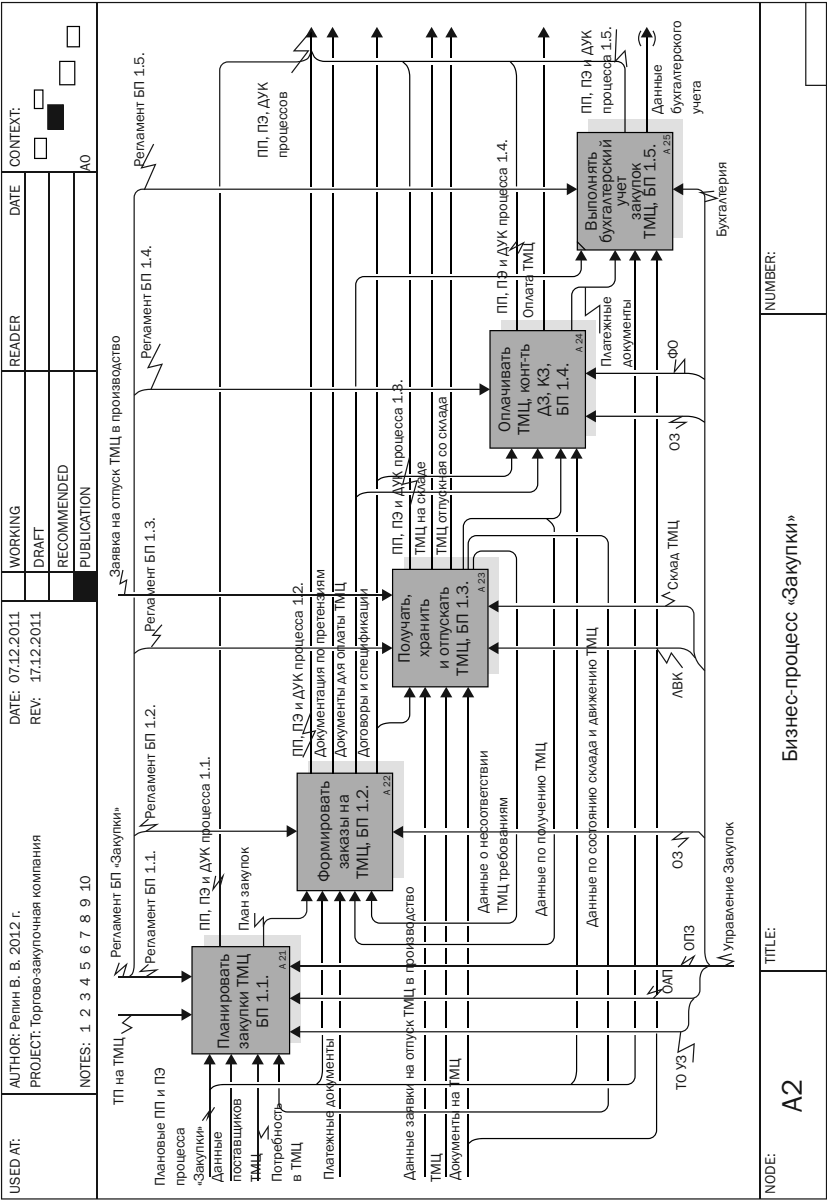 USED AT:
AUTHOR: Репин В. В. 2012 г.
PROJECT: Торгово-закупочная компания
NOTES: 1 2 3 4 5 6 7 8 9 10
DATE: 07.12.2011
REV: 17.12.2011
WORKING
DRAFT
RECOMMENDED
PUBLICATION
READER
DATE
CONTEXT:
A0
ТП на ТМЦ
Регламент БП «Закупки»
Регламент БП 1.1.
Регламент БП 1.2.
Регламент БП 1.3.
Заявка на отпуск ТМЦ в производство
Регламент БП 1.4.
Регламент БП 1.5.
Плановые ПП и ПЭ
процесса
«Закупки»
Данные
поставщиков
ТМЦ
Потребность
в ТМЦ
Планировать
закупки ТМЦ
БП 1.1.
A 21
ПП, ПЭ и ДУК процесса 1.1.
План закупок
ПП, ПЭ, ДУК
процессов
Платежные документы
Формировать
заказы на
ТМЦ, БП 1.2.
A 22
ПП, ПЭ и ДУК процесса 1.2.
Документация по претензиям
Документы для оплаты ТМЦ
Договоры и спецификации
Данные заявки на отпуск ТМЦ в производство
ТМЦ
Документы на ТМЦ
Получать,
хранить
и отпускать
ТМЦ, БП 1.3.
A 23
ПП, ПЭ и ДУК процесса 1.3.
ТМЦ на складе
ТМЦ отпускная со склада
Данные о несоответствии
ТМЦ требованиям
Данные по получению ТМЦ
Данные по состоянию склада и движению ТМЦ
Оплачивать
ТМЦ, конт-ть
ДЗ, КЗ,
БП 1.4.
A 24
ПП, ПЭ и ДУК процесса 1.4.
Оплата ТМЦ
Платежные
документы
Выполнять
бухгалтерский
учет
закупок
ТМЦ, БП 1.5.
A 25
ПП, ПЭ и ДУК
процесса 1.5.
Данные
бухгалтерского
учета
ТО УЗ
ОАП
ОПЗ
Управление Закупок
ОЗ
ЛВК
Склад ТМЦ
ОЗ
ФО
Бухгалтерия
NODE:
A2
TITLE:
Бизнес-процесс «Закупки»
NUMBER: